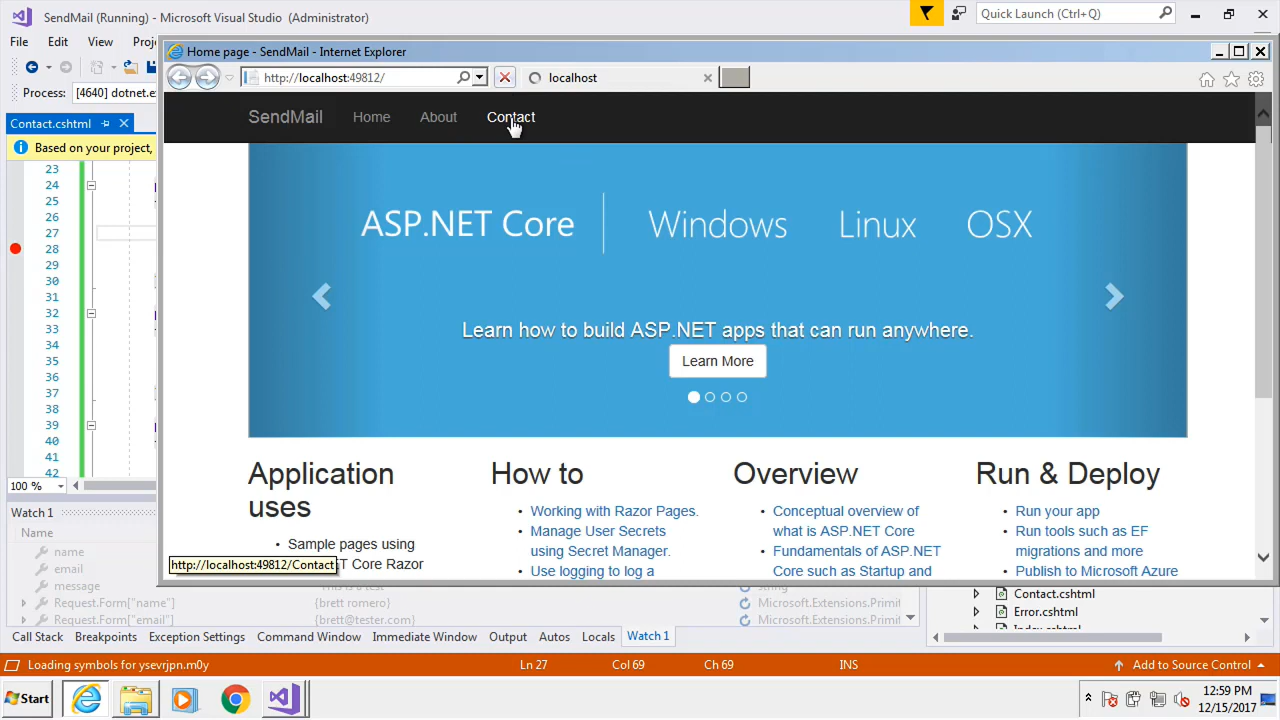 SendMail (Running) - Microsoft Visual Studio (Administrator)
Quick Launch (Ctrl+Q)
File Edit View
Process: [4640] dotnet.e
Contact.cshtml
Based on your project,
23
24
25
26
27
28
29
30
31
32
33
34
35
36
37
38
39
40
41
42
100 %
Home page - SendMail - Internet Explorer
http://localhost:49812/
localhost
SendMail Home About Contact
ASP.NET Core Windows Linux OSX
Learn how to build ASP.NET apps that can run anywhere.
Learn More
Application uses
Sample pages using
Core Razor
How to
Working with Razor Pages.
Manage User Secrets
using Secret Manager.
Use logging to log a
Overview
Conceptual overview of
what is ASP.NET Core
Fundamentals of ASP.NET
Core such as Startup and
Run & Deploy
Run your app
Run tools such as EF
migrations and more
Publish to Microsoft Azure
http://localhost:49812/Contact
Watch 1
Name
name
email
message
Request.Form["name"] {brett romero} Microsoft.Extensions.Primit
Request.Form["email"] {brett@tester.com} Microsoft.Extensions.Primit
Contact.cshtml
Error.cshtml
Call Stack Breakpoints Exception Settings Command Window Immediate Window Output Autos Locals Watch 1
Loading symbols for ysevrjpn.m0y Ln 27 Col 69 Ch 69 INS Add to Source Control
Start
12:59 PM
12/15/2017